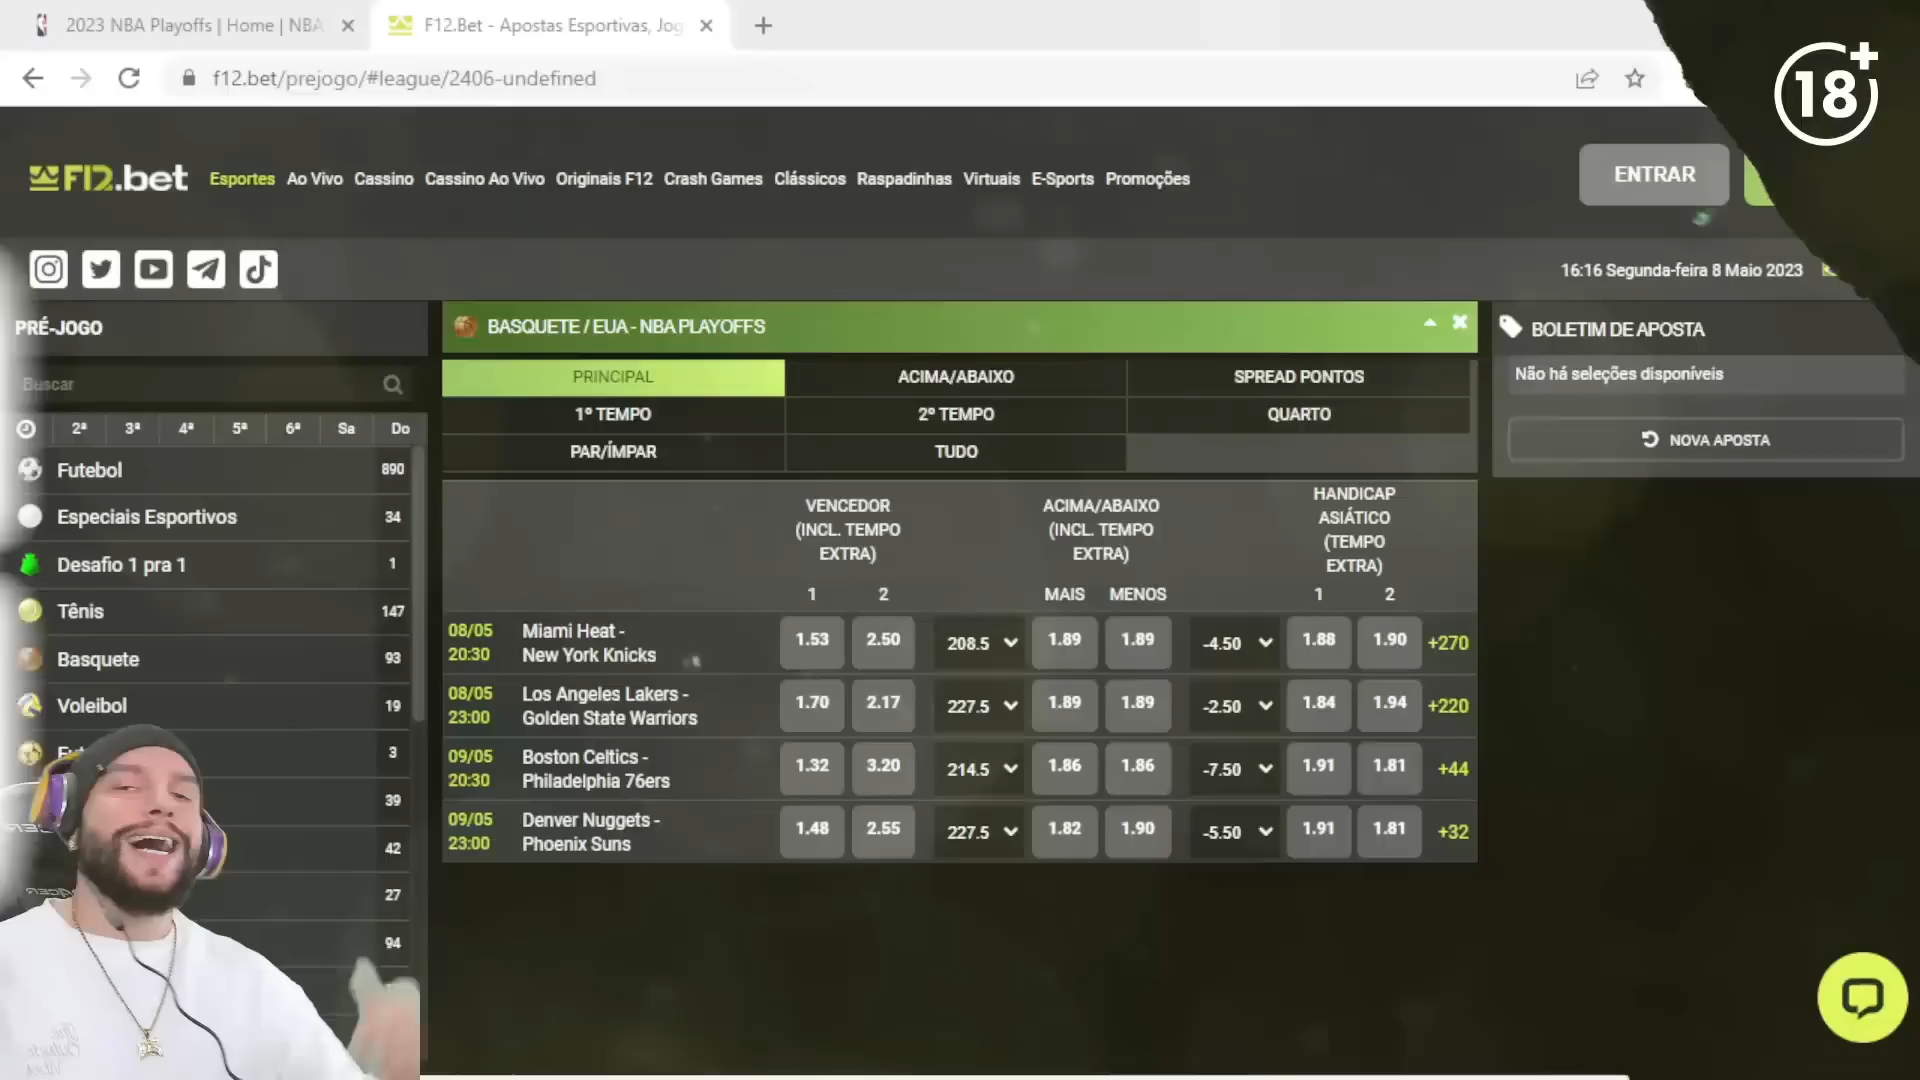 2023 NBA Playoffs | Home | NBA
F12.Bet - Apostas Esportivas, Jog
f12.bet/prejogo/#league/2406-undefined
18+
F12.bet
Esportes Ao Vivo Cassino Cassino Ao Vivo Originais F12 Crash Games Clássicos Raspadinhas Virtuais E-Sports Promoções
ENTRAR
16:16 Segunda-feira 8 Maio 2023
PRÉ-JOGO
Buscar
2ª 3ª 4ª 5ª 6ª Sa Do
Futebol 890
Especiais Esportivos 34
Desafio 1 pra 1 1
Tênis 147
Basquete 93
Voleibol 19
3
39
42
27
94
BASQUETE / EUA - NBA PLAYOFFS
PRINCIPAL ACIMA/ABAIXO SPREAD PONTOS
1º TEMPO 2º TEMPO QUARTO
PAR/ÍMPAR TUDO
VENCEDOR
(INCL. TEMPO
EXTRA)
ACIMA/ABAIXO
(INCL. TEMPO
EXTRA)
HANDICAP
ASIÁTICO
(TEMPO
EXTRA)
1 2 MAIS MENOS 1 2
08/05
20:30
Miami Heat -
New York Knicks
1.53 2.50 208.5 1.89 1.89 -4.50 1.88 1.90 +270
08/05
23:00
Los Angeles Lakers -
Golden State Warriors
1.70 2.17 227.5 1.89 1.89 -2.50 1.84 1.94 +220
09/05
20:30
Boston Celtics -
Philadelphia 76ers
1.32 3.20 214.5 1.86 1.86 -7.50 1.91 1.81 +44
09/05
23:00
Denver Nuggets -
Phoenix Suns
1.48 2.55 227.5 1.82 1.90 -5.50 1.91 1.81 +32
BOLETIM DE APOSTA
Não há seleções disponíveis
NOVA APOSTA